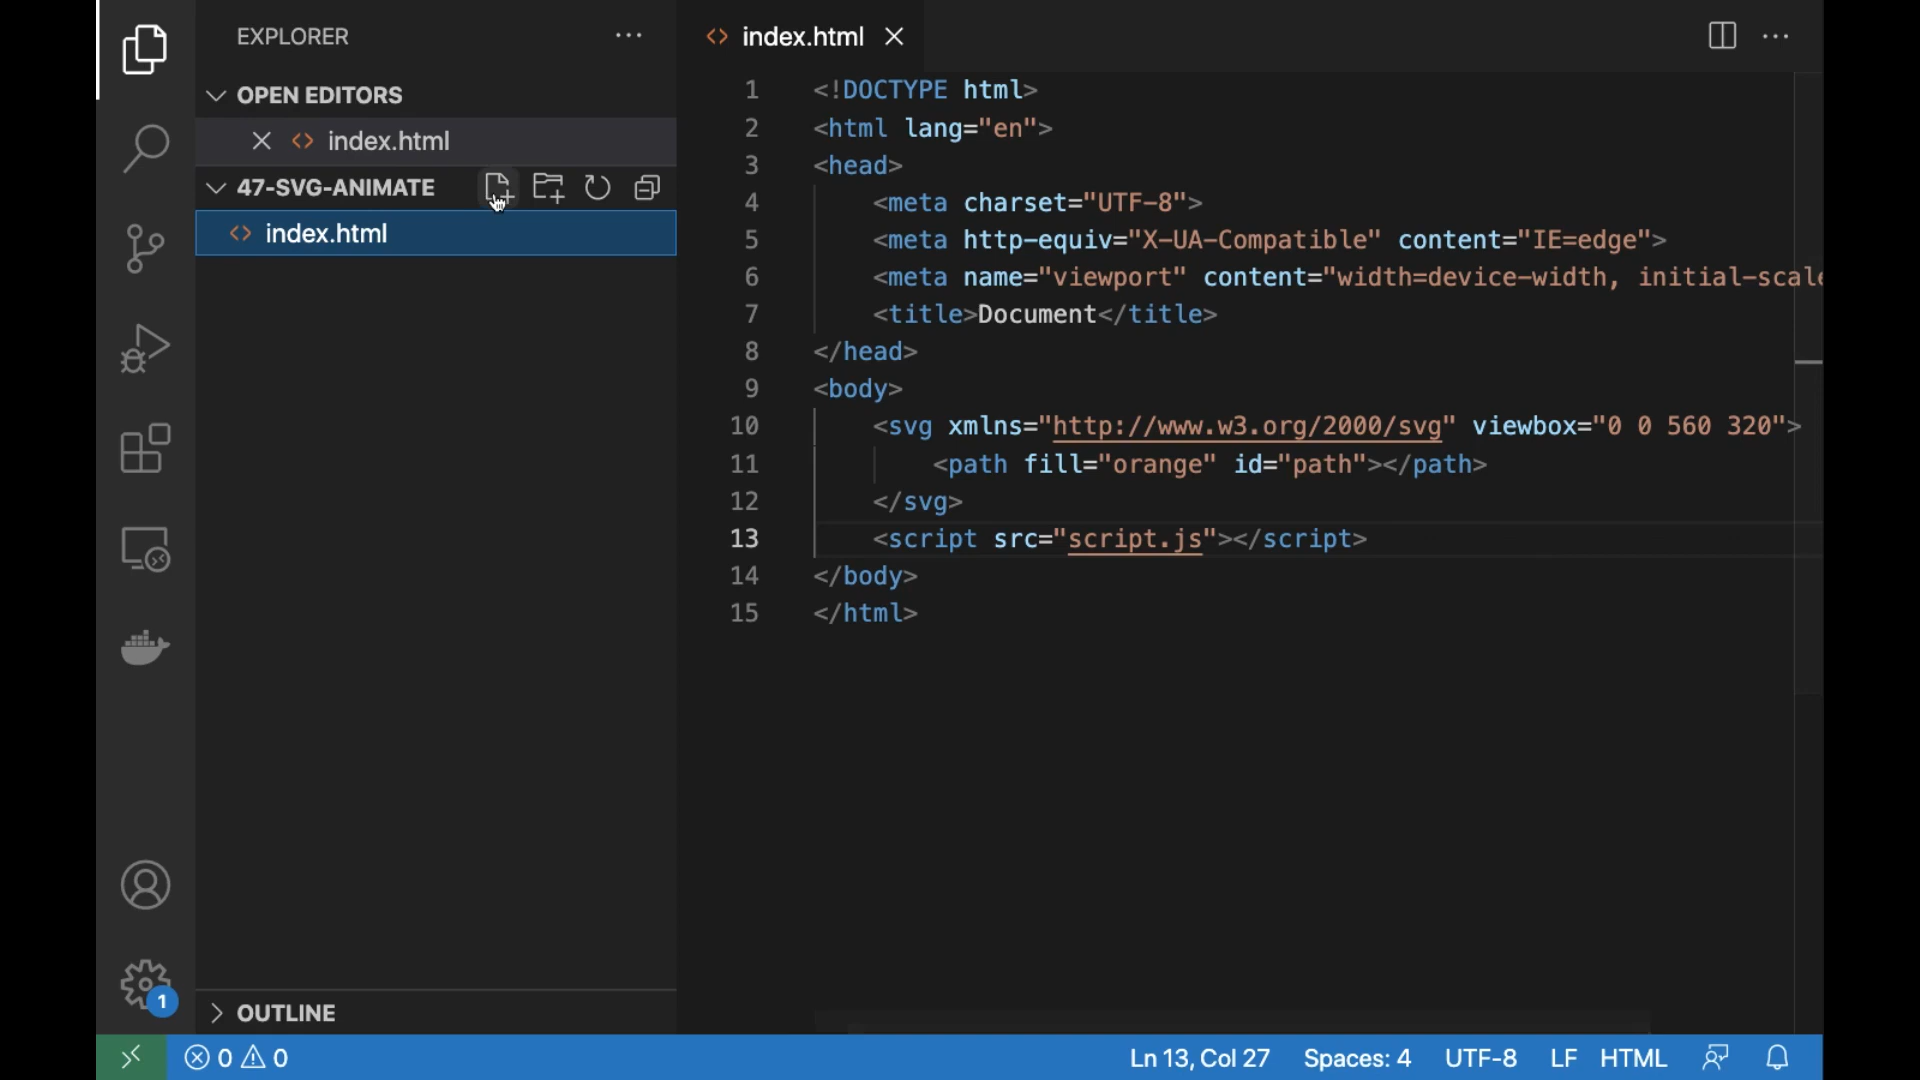 EXPLORER
OPEN EDITORS
index.html
47-SVG-ANIMATE
index.html
OUTLINE
index.html
1 <!DOCTYPE html>
2 <html lang="en">
3 <head>
4 <meta charset="UTF-8">
5 <meta http-equiv="X-UA-Compatible" content="IE=edge">
6 <meta name="viewport" content="width=device-width, initial-scale
7 <title>Document</title>
8 </head>
9 <body>
10 <svg xmlns="http://www.w3.org/2000/svg" viewbox="0 0 560 320">
11 <path fill="orange" id="path"></path>
12 </svg>
13 <script src="script.js"></script>
14 </body>
15 </html>
1
0 0
Ln 13, Col 27 Spaces: 4 UTF-8 LF HTML